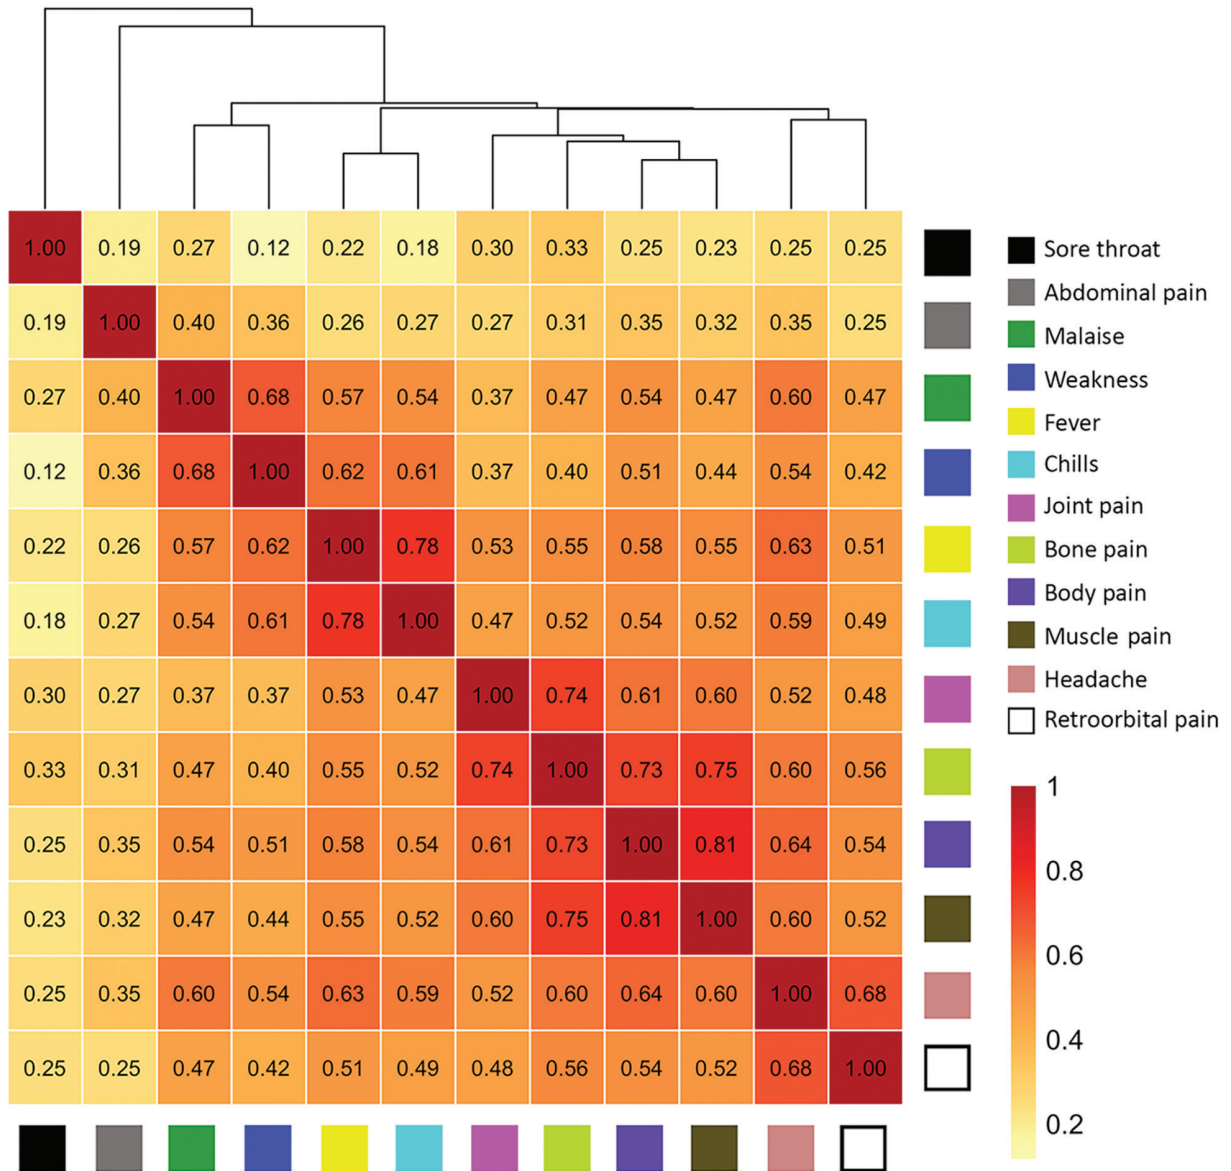 1.00 0.19 0.27 0.12 0.22 0.18 0.30 0.33 0.25 0.23 0.25 0.25
0.19 1.00 0.40 0.36 0.26 0.27 0.27 0.31 0.35 0.32 0.35 0.25
0.27 0.40 1.00 0.68 0.57 0.54 0.37 0.47 0.54 0.47 0.60 0.47
0.12 0.36 0.68 1.00 0.62 0.61 0.37 0.40 0.51 0.44 0.54 0.42
0.22 0.26 0.57 0.62 1.00 0.78 0.53 0.55 0.58 0.55 0.63 0.51
0.18 0.27 0.54 0.61 0.78 1.00 0.47 0.52 0.54 0.52 0.59 0.49
0.30 0.27 0.37 0.37 0.53 0.47 1.00 0.74 0.61 0.60 0.52 0.48
0.33 0.31 0.47 0.40 0.55 0.52 0.74 1.00 0.73 0.75 0.60 0.56
0.25 0.35 0.54 0.51 0.58 0.54 0.61 0.73 1.00 0.81 0.64 0.54
0.23 0.32 0.47 0.44 0.55 0.52 0.60 0.75 0.81 1.00 0.60 0.52
0.25 0.35 0.60 0.54 0.63 0.59 0.52 0.60 0.64 0.60 1.00 0.68
0.25 0.25 0.47 0.42 0.51 0.49 0.48 0.56 0.54 0.52 0.68 1.00
Sore throat
Abdominal pain
Malaise
Weakness
Fever
Chills
Joint pain
Bone pain
Body pain
Muscle pain
Headache
Retroorbital pain
1
0.8
0.6
0.4
0.2